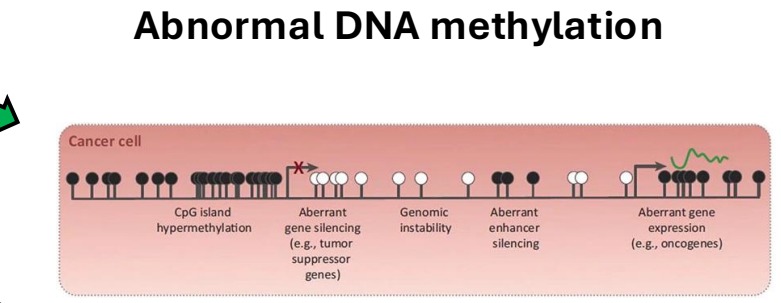 Abnormal DNA methylation
Cancer cell
X
CpG island
hypermethylation
Aberrant
gene silencing
(e.g., tumor
suppressor
genes)
Genomic
instability
Aberrant
enhancer
silencing
Aberrant gene
expression
(e.g., oncogenes)